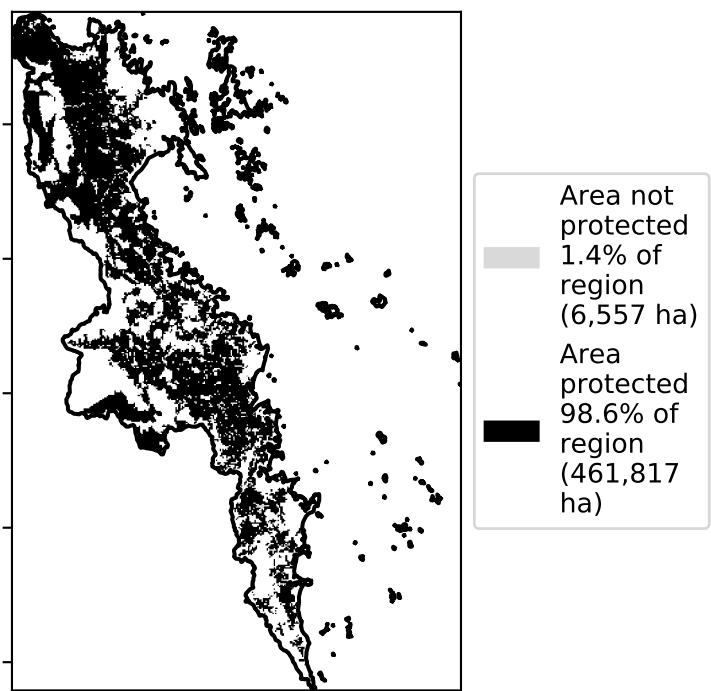 Area not
protected
1.4% of
region
(6,557 ha)
Area
protected
98.6% of
region
(461,817
ha)